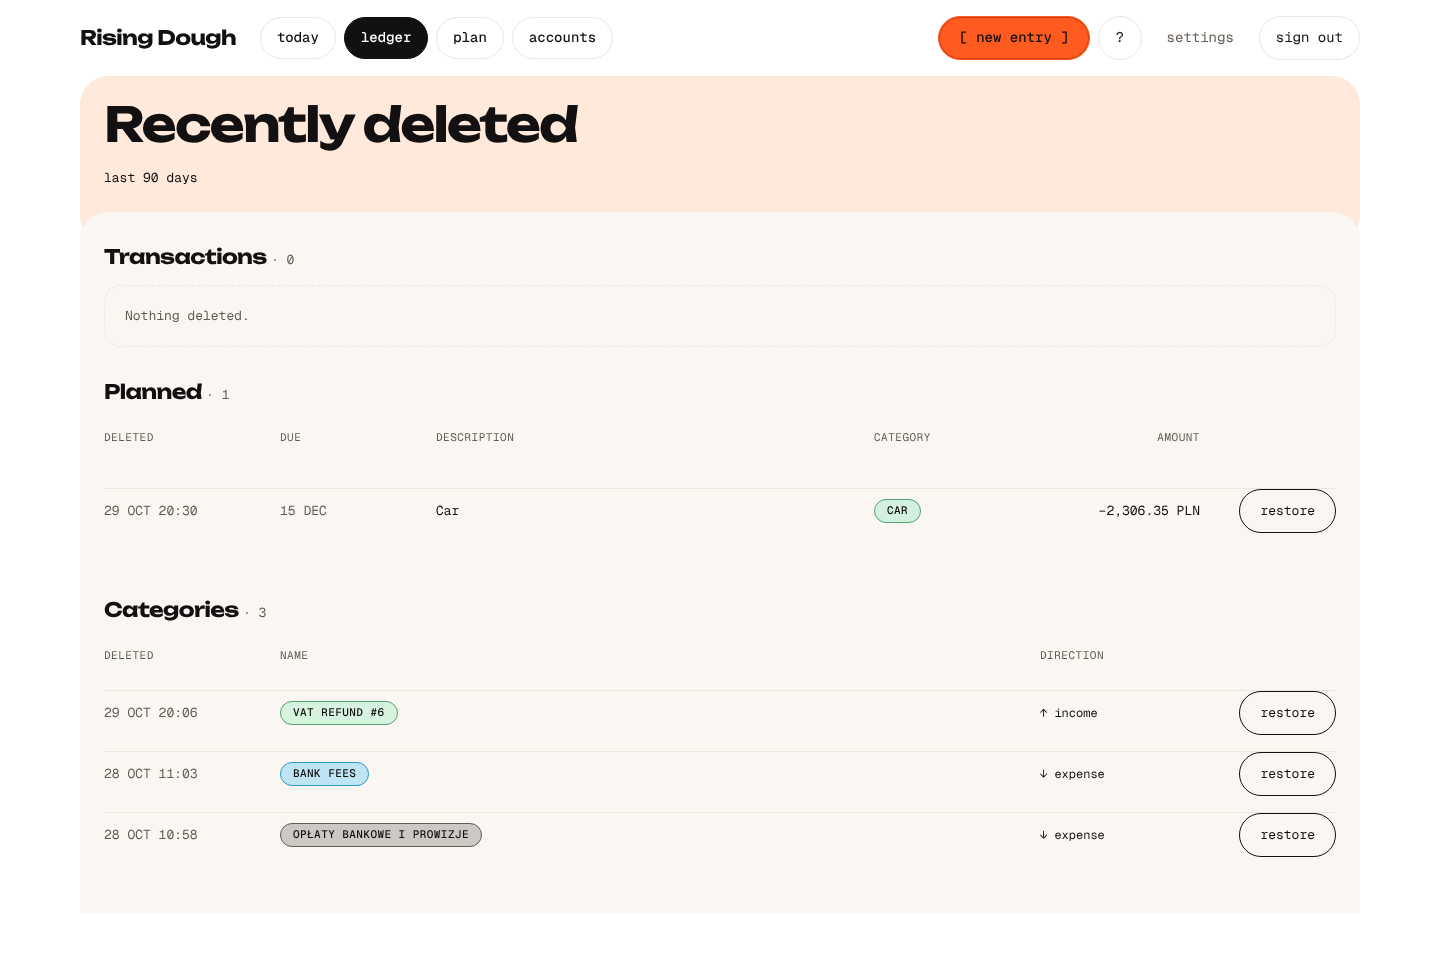 Rising Dough today ledger plan accounts [ new entry ] ? settings sign out
Recently deleted
last 90 days
Transactions · 0
Nothing deleted.
Planned · 1
DELETED DUE DESCRIPTION CATEGORY AMOUNT
29 OCT 20:30 15 DEC Car CAR −2,306.35 PLN restore
Categories · 3
DELETED NAME DIRECTION
29 OCT 20:06 VAT REFUND #6 ↑ income restore
28 OCT 11:03 BANK FEES ↓ expense restore
28 OCT 10:58 OPŁATY BANKOWE I PROWIZJE ↓ expense restore